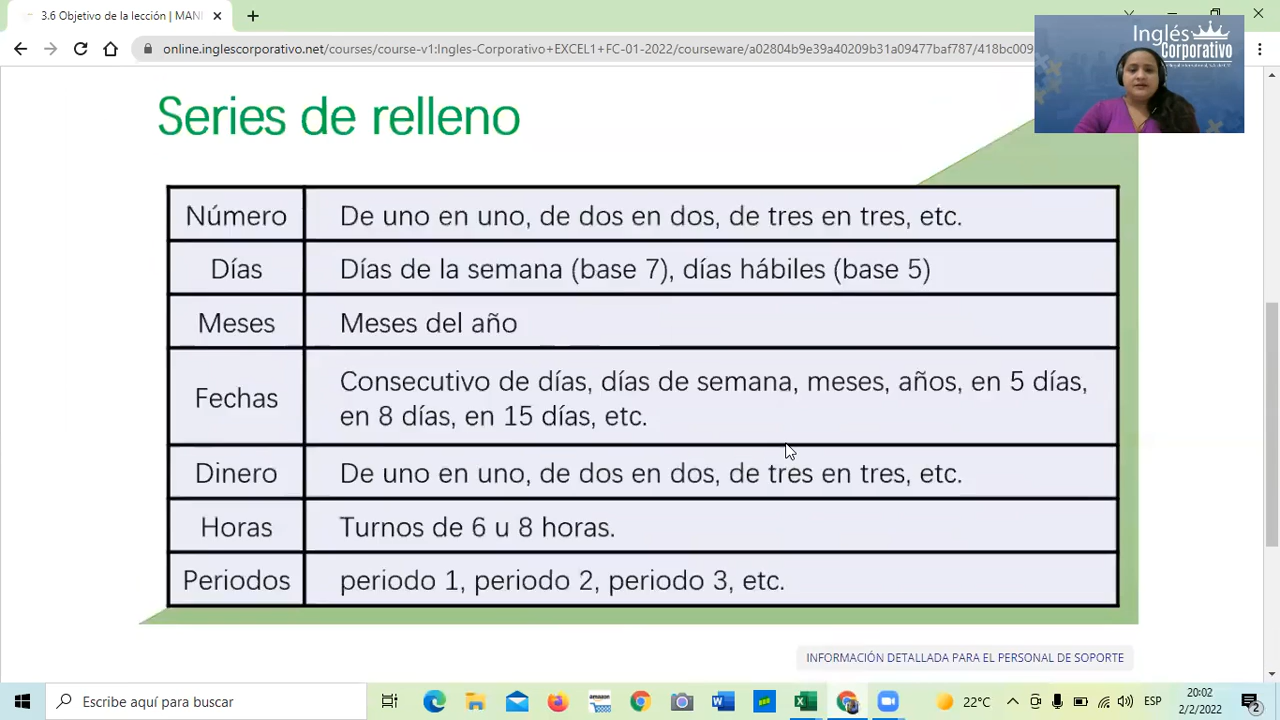 3.6 Objetivo de la lección | MANI
online.inglescorporativo.net/courses/course-v1:Ingles-Corporativo+EXCEL1+FC-01-2022/courseware/a02804b9e39a40209b31a09477baf787/418bc009
Inglés
Corporativo
Series de relleno
Número De uno en uno, de dos en dos, de tres en tres, etc.
Días Días de la semana (base 7), días hábiles (base 5)
Meses Meses del año
Fechas Consecutivo de días, días de semana, meses, años, en 5 días,
en 8 días, en 15 días, etc.
Dinero De uno en uno, de dos en dos, de tres en tres, etc.
Horas Turnos de 6 u 8 horas.
Periodos periodo 1, periodo 2, periodo 3, etc.
INFORMACIÓN DETALLADA PARA EL PERSONAL DE SOPORTE
Escribe aquí para buscar
amazon
22°C
ESP
20:02
2/2/2022
2